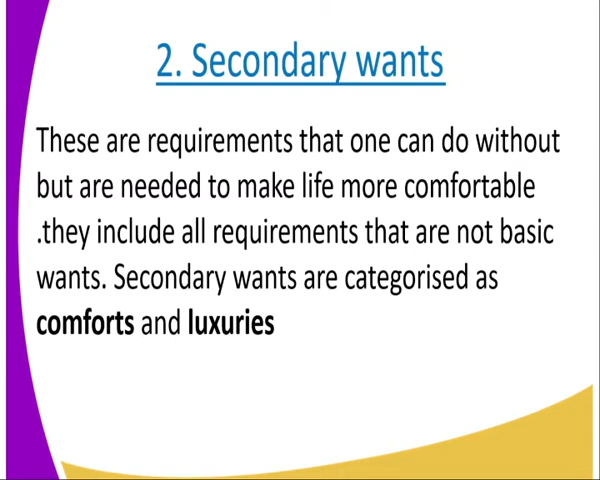 2. Secondary wants
These are requirements that one can do without
but are needed to make life more comfortable
.they include all requirements that are not basic
wants. Secondary wants are categorised as
comforts and luxuries